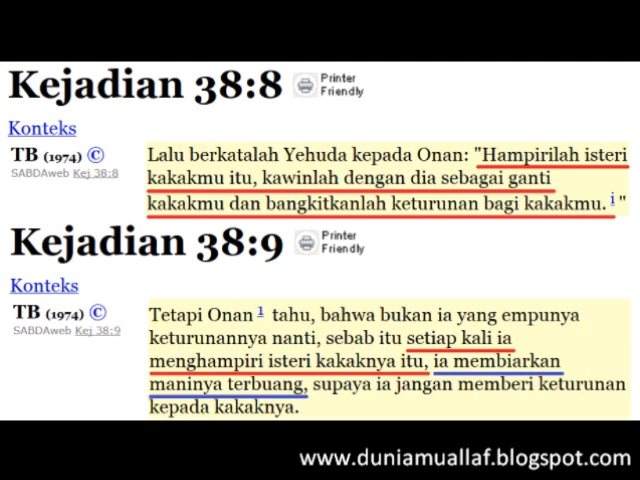 Kejadian 38:8 Printer Friendly
Konteks
TB (1974) ©
SABDAweb Kej 38:8
Lalu berkatalah Yehuda kepada Onan: "Hampirilah isteri
kakakmu itu, kawinlah dengan dia sebagai ganti
kakakmu dan bangkitkanlah keturunan bagi kakakmu. i "
Kejadian 38:9 Printer Friendly
Konteks
TB (1974) ©
SABDAweb Kej 38:9
Tetapi Onan 1 tahu, bahwa bukan ia yang empunya
keturunannya nanti, sebab itu setiap kali ia
menghampiri isteri kakaknya itu, ia membiarkan
maninya terbuang, supaya ia jangan memberi keturunan
kepada kakaknya.
www.duniamuallaf.blogspot.com